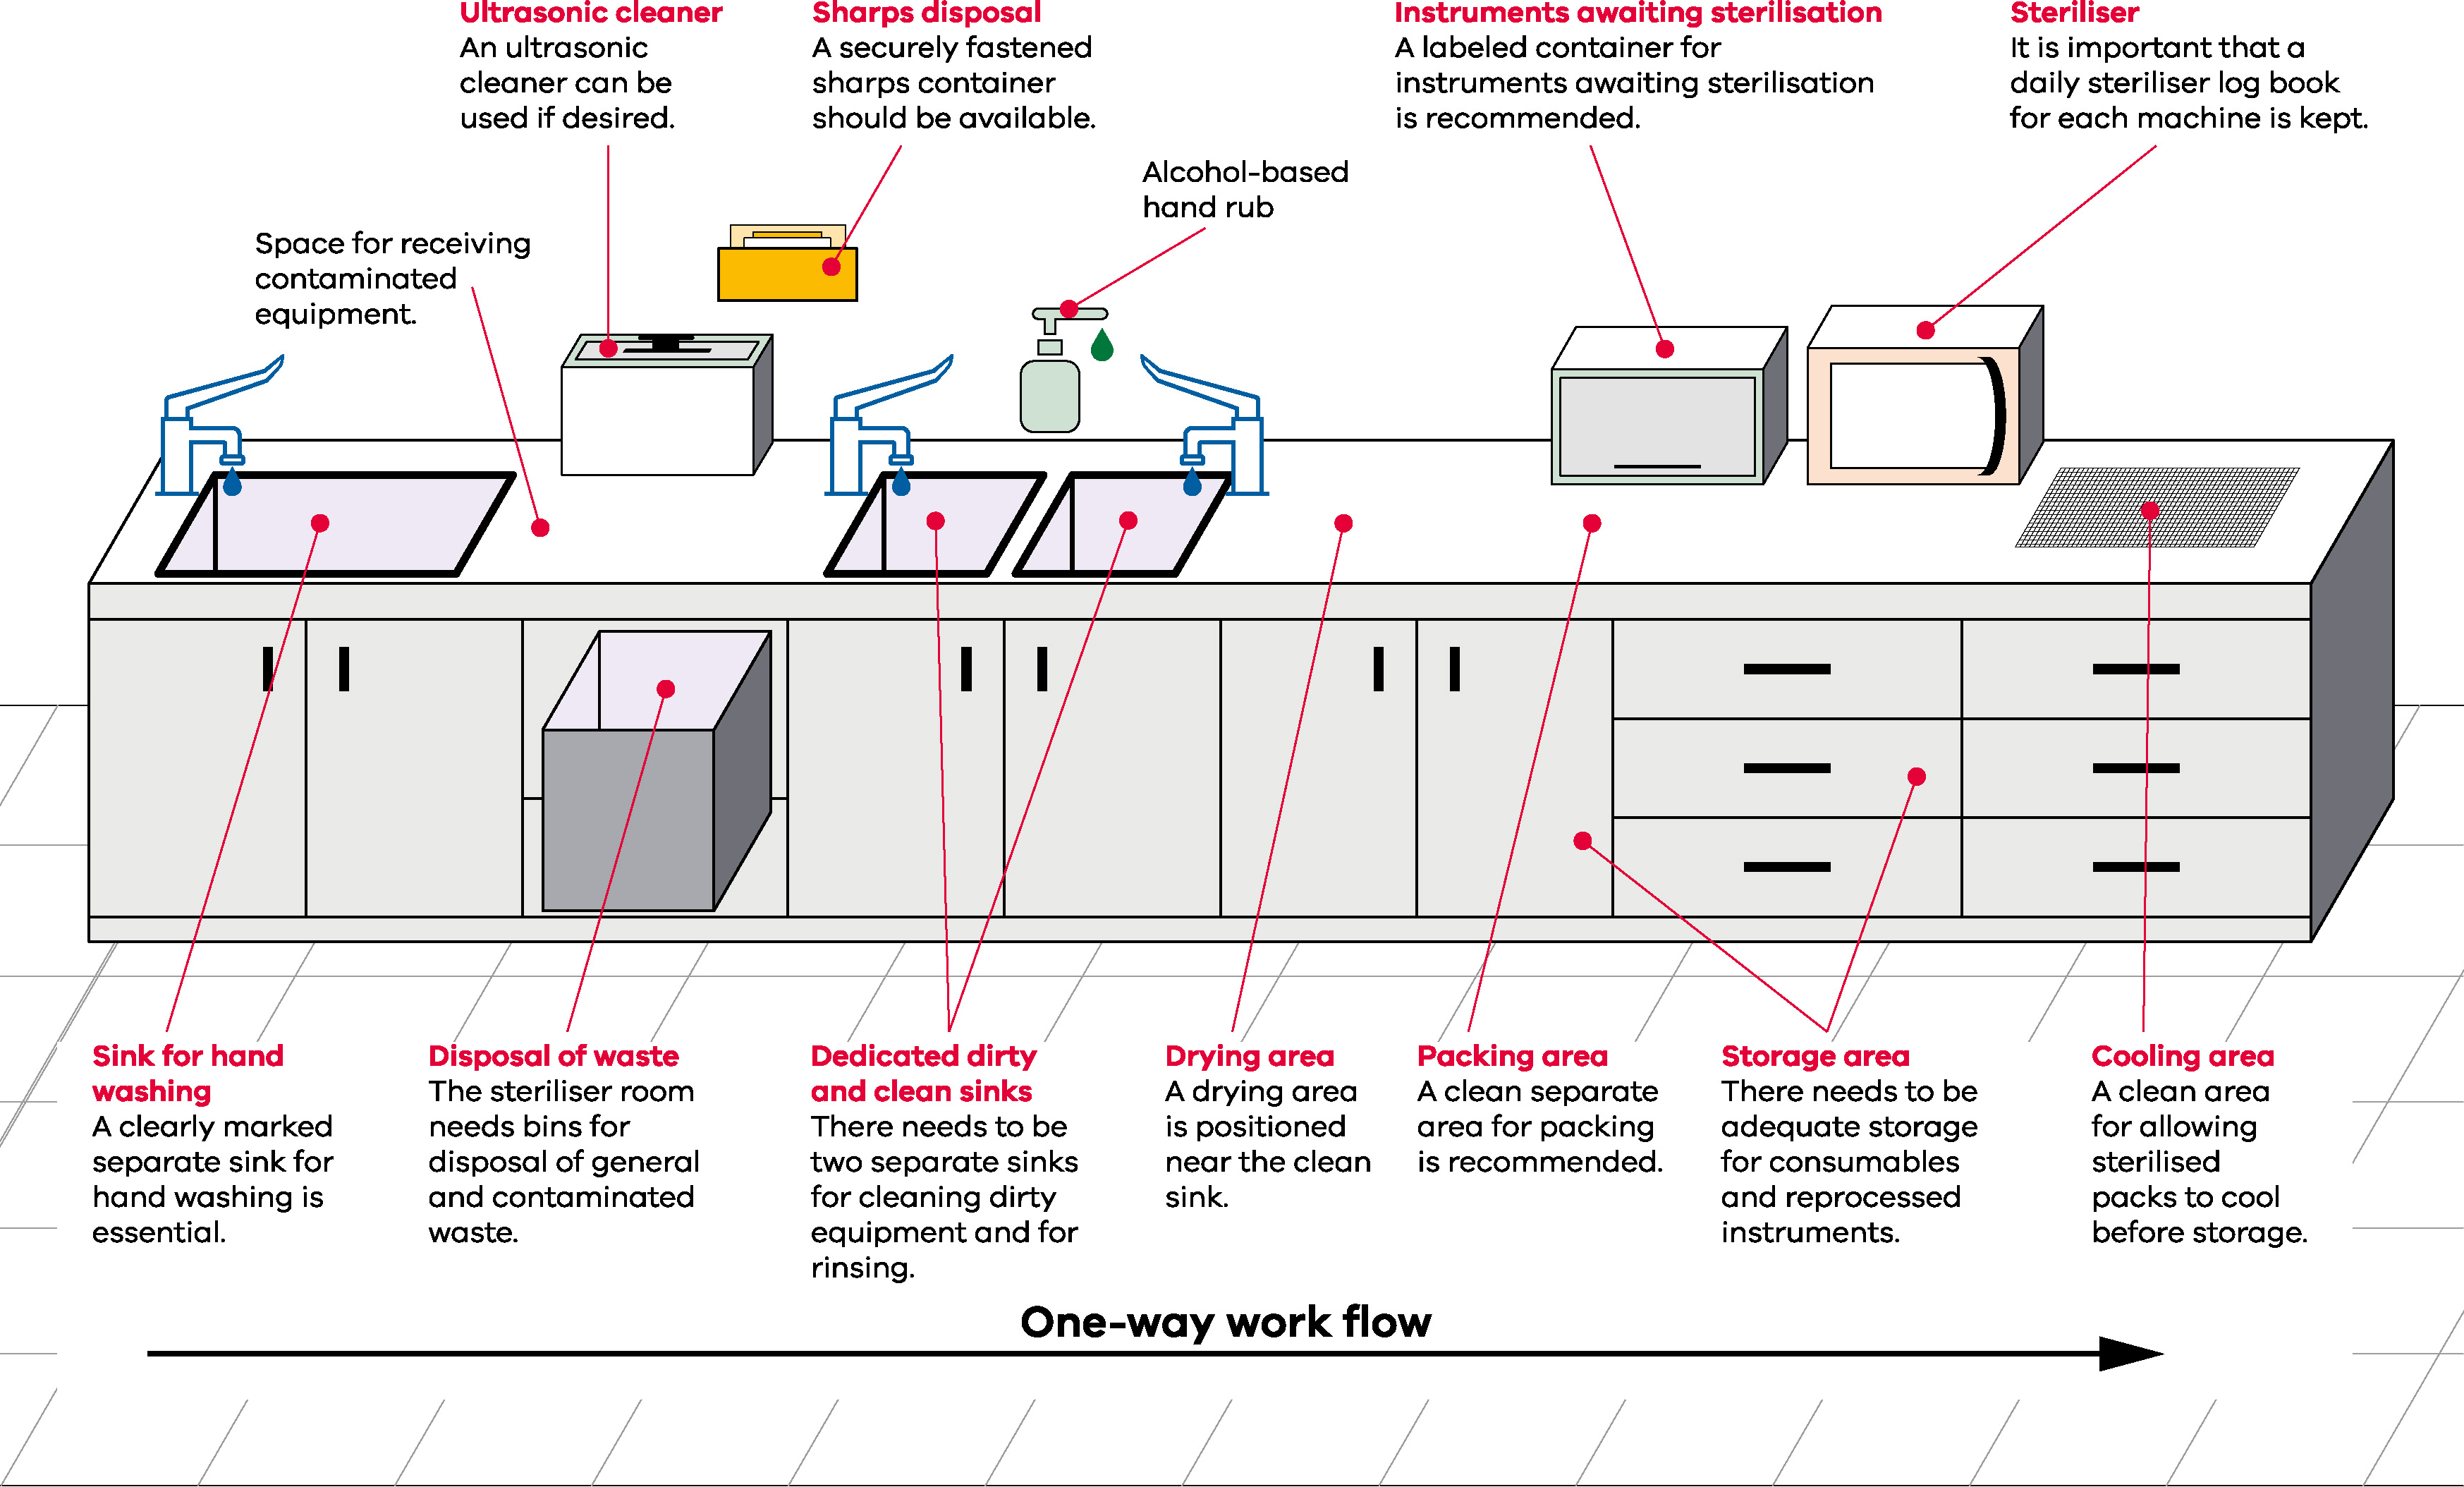 Ultrasonic cleaner
An ultrasonic
cleaner can be
used if desired.
Sharps disposal
A securely fastened
sharps container
should be available.
Instruments awaiting sterilisation
A labeled container for
instruments awaiting sterilisation
is recommended.
Steriliser
It is important that a
daily steriliser log book
for each machine is kept.
Alcohol-based
hand rub
Space for receiving
contaminated
equipment.
Sink for hand
washing
A clearly marked
separate sink for
hand washing is
essential.
Disposal of waste
The steriliser room
needs bins for
disposal of general
and contaminated
waste.
Dedicated dirty
and clean sinks
There needs to be
two separate sinks
for cleaning dirty
equipment and for
rinsing.
Drying area
A drying area
is positioned
near the clean
sink.
Packing area
A clean separate
area for packing
is recommended.
Storage area
There needs to be
adequate storage
for consumables
and reprocessed
instruments.
Cooling area
A clean area
for allowing
sterilised
packs to cool
before storage.
One-way work flow